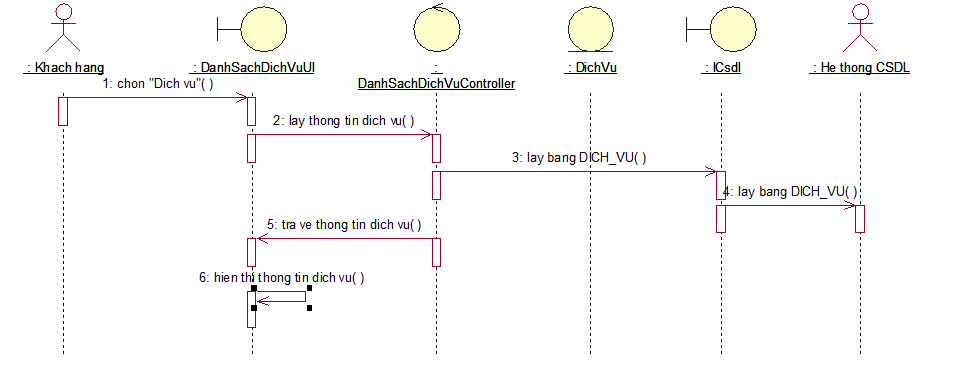 : Khach hang
: DanhSachDichVuUI
:
DanhSachDichVuController
: DichVu
: ICsdl
: He thong CSDL
1: chon "Dich vu"( )
2: lay thong tin dich vu( )
3: lay bang DICH_VU( )
4: lay bang DICH_VU( )
5: tra ve thong tin dich vu( )
6: hien thi thong tin dich vu( )